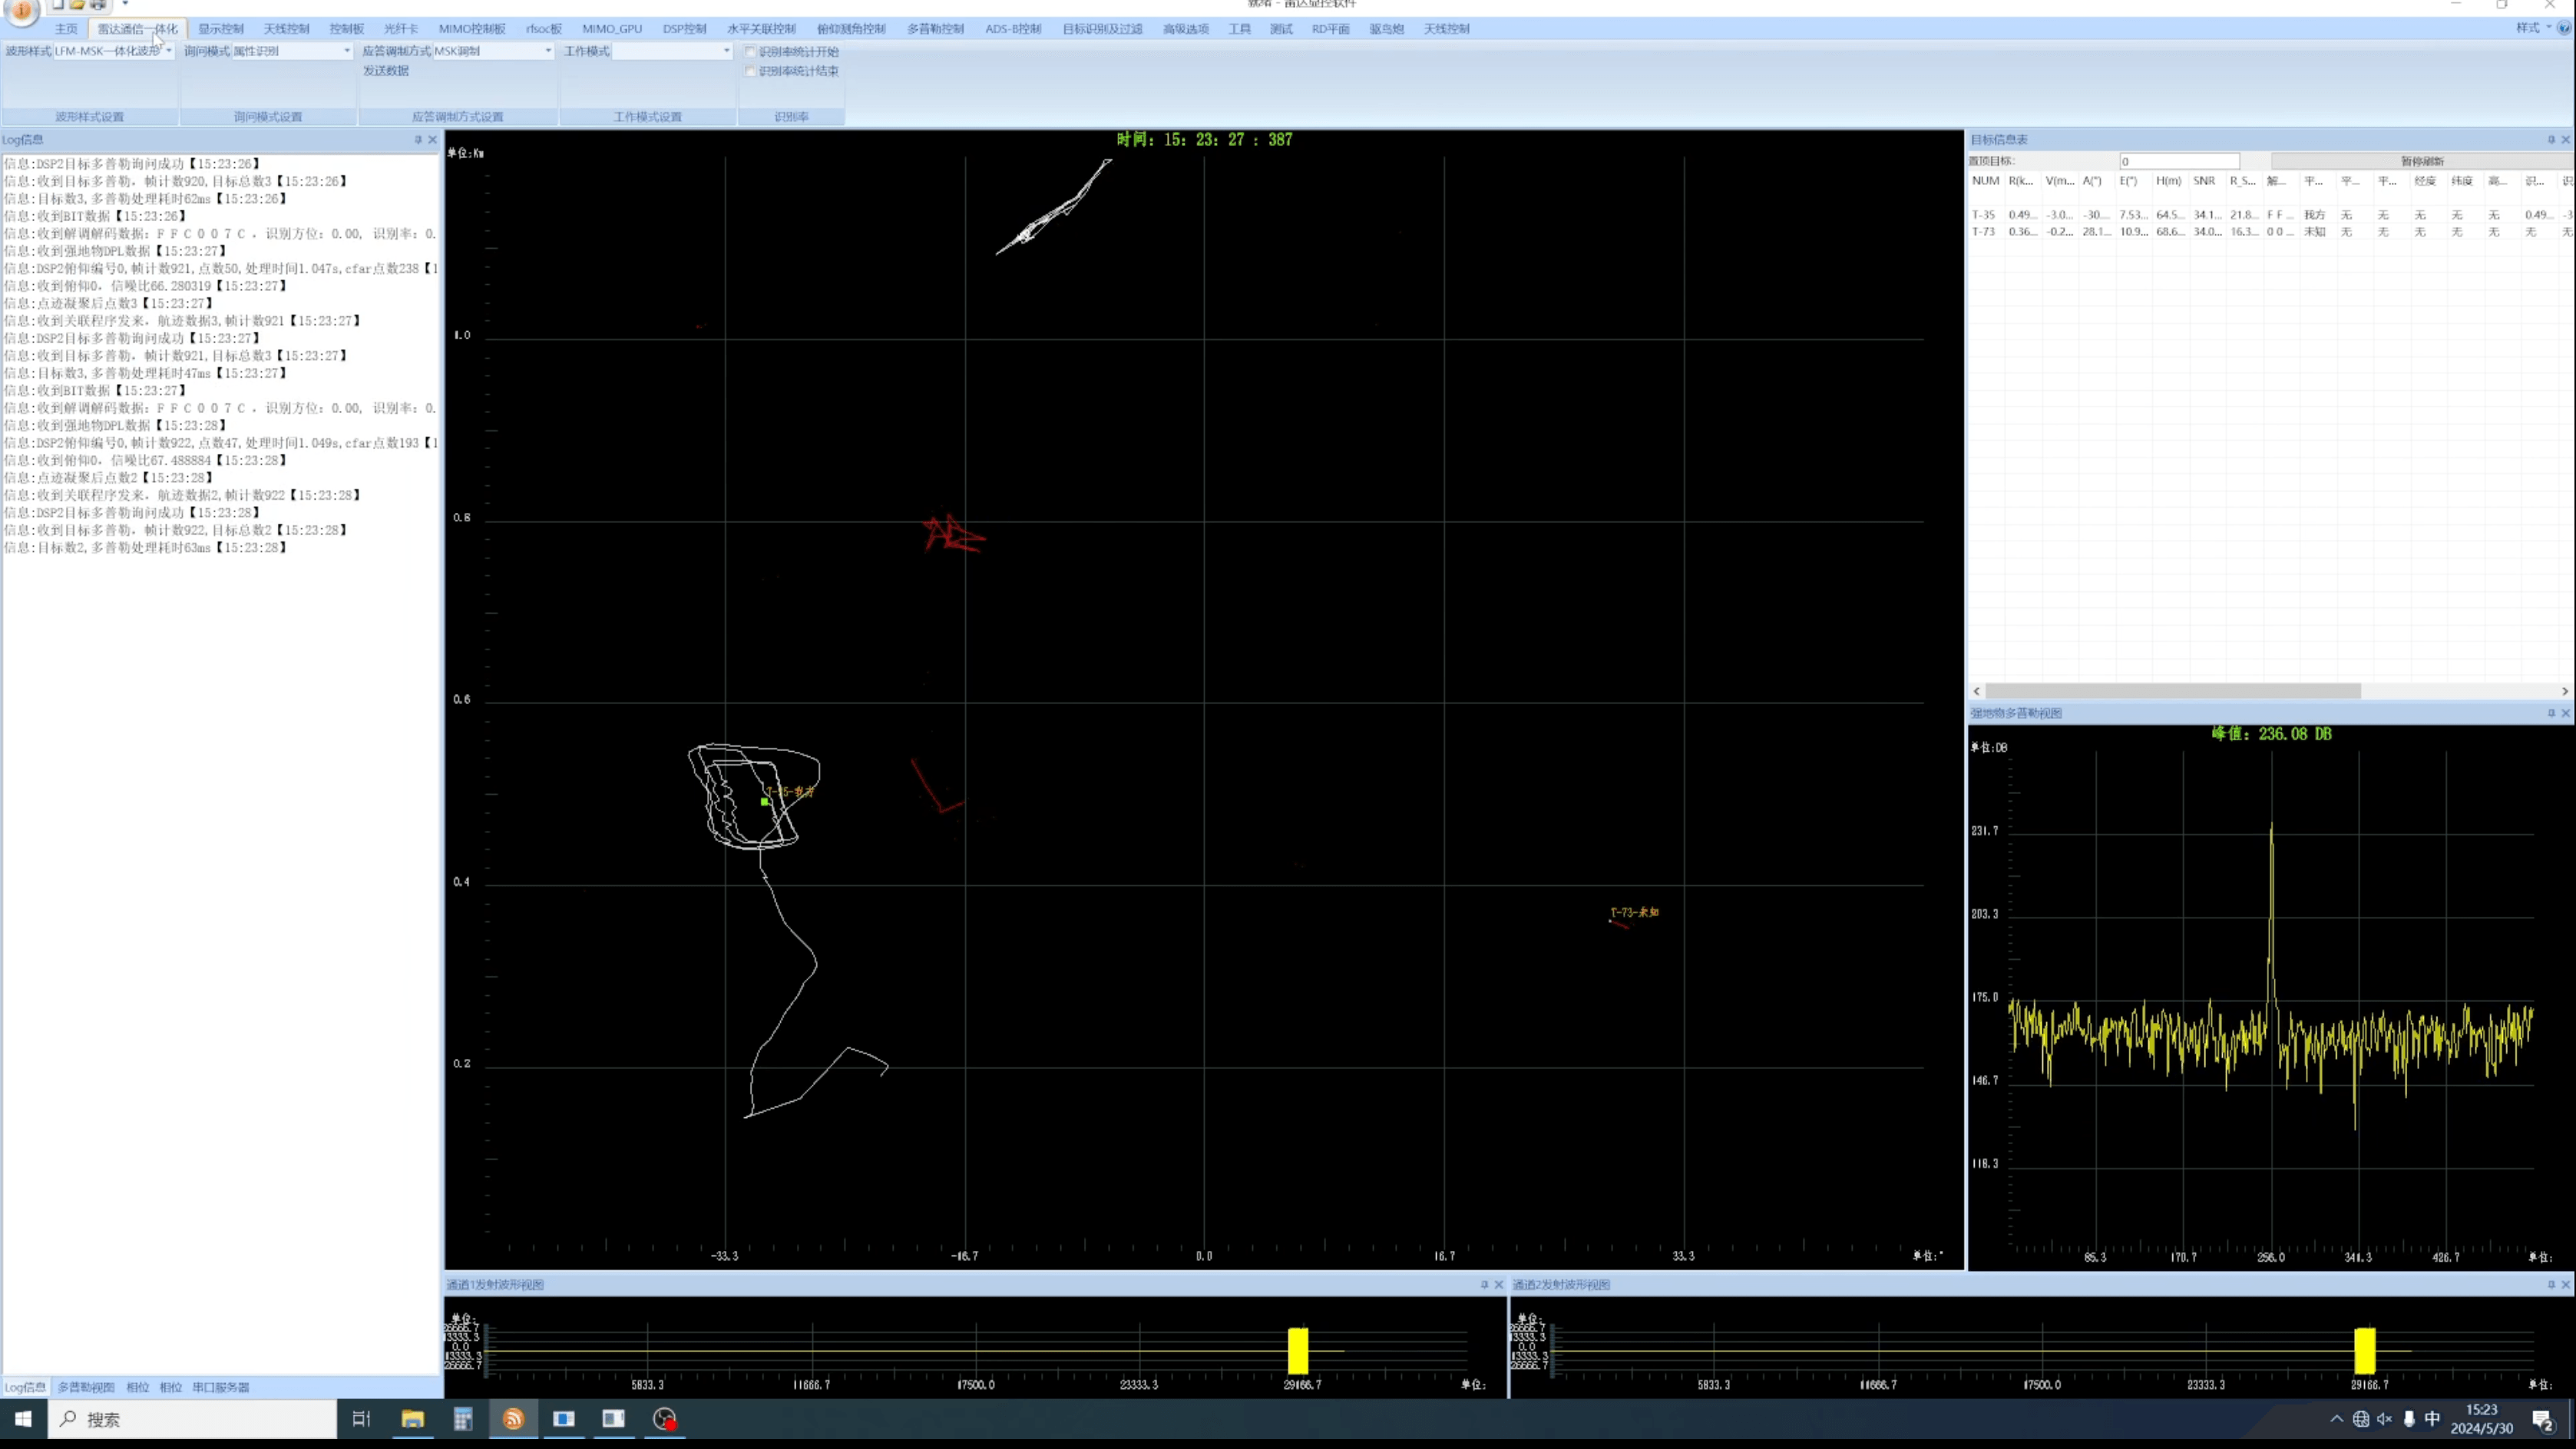 就绪 - 雷达显控软件
主页 雷达通信一体化 显示控制 天线控制 控制板 光纤卡 MIMO控制板 rfsoc板 MIMO_GPU DSP控制 水平关联控制 俯仰测角控制 多普勒控制 ADS-B控制 目标识别及过滤 高级选项 工具 测试 RD平面 驱鸟炮 天线控制 样式
波形样式 LFM-MSK一体化波形 询问模式 属性识别 应答调制方式 MSK调制 工作模式 识别率统计开始
发送数据 识别率统计结束
波形样式设置 询问模式设置 应答调制方式设置 工作模式设置 识别率
Log信息
信息:DSP2目标多普勒询问成功【15:23:26】
信息:收到目标多普勒，帧计数920,目标总数3【15:23:26】
信息:目标数3,多普勒处理耗时62ms【15:23:26】
信息:收到BIT数据【15:23:26】
信息:收到解调解码数据: F F C 0 0 7 C ，识别方位: 0.00, 识别率: 0.
信息:收到强地物DPL数据【15:23:27】
信息:DSP2俯仰编号0,帧计数921,点数50,处理时间1.047s,cfar点数238【1
信息:收到俯仰0，信噪比66.280319【15:23:27】
信息:点迹凝聚后点数3【15:23:27】
信息:收到关联程序发来，航迹数据3,帧计数921【15:23:27】
信息:DSP2目标多普勒询问成功【15:23:27】
信息:收到目标多普勒，帧计数921,目标总数3【15:23:27】
信息:目标数3,多普勒处理耗时47ms【15:23:27】
信息:收到BIT数据【15:23:27】
信息:收到解调解码数据: F F C 0 0 7 C ，识别方位: 0.00, 识别率: 0.
信息:收到强地物DPL数据【15:23:28】
信息:DSP2俯仰编号0,帧计数922,点数47,处理时间1.049s,cfar点数193【1
信息:收到俯仰0，信噪比67.488884【15:23:28】
信息:点迹凝聚后点数2【15:23:28】
信息:收到关联程序发来，航迹数据2,帧计数922【15:23:28】
信息:DSP2目标多普勒询问成功【15:23:28】
信息:收到目标多普勒，帧计数922,目标总数2【15:23:28】
信息:目标数2,多普勒处理耗时63ms【15:23:28】
Log信息 多普勒视图 相位 相位 串口服务器
时间: 15: 23: 27 : 387
单位:Km
1.0
0.8
0.6
T-35-我方
0.4
T-73-未知
0.2
-33.3 -16.7 0.0 16.7 33.3 单位:°
目标信息表
置顶目标: 0 暂停刷新
NUM R(k... V(m... A(°) E(°) H(m) SNR R_S... 解... 平... 平... 平... 经度 纬度 高... 识... 识
T-35 0.49... -3.0... -30.... 7.53... 64.5... 34.1... 21.8... F F ... 我方 无 无 无 无 无 0.49... -3
T-73 0.36... -0.2... 28.1... 10.9... 68.6... 34.0... 16.3... 0 0 ... 未知 无 无 无 无 无 无 无
强地物多普勒视图
峰值: 236.08 DB
单位:DB
231.7
203.3
175.0
146.7
118.3
85.3 170.7 256.0 341.3 426.7 单位:
通道1发射波形视图
单位:
26666.7
13333.3
0.0
13333.3
26666.7
5833.3 11666.7 17500.0 23333.3 29166.7 单位:
通道2发射波形视图
单位:
26666.7
13333.3
0.0
13333.3
26666.7
5833.3 11666.7 17500.0 23333.3 29166.7 单位:
搜索
中
15:23
2024/5/30
2